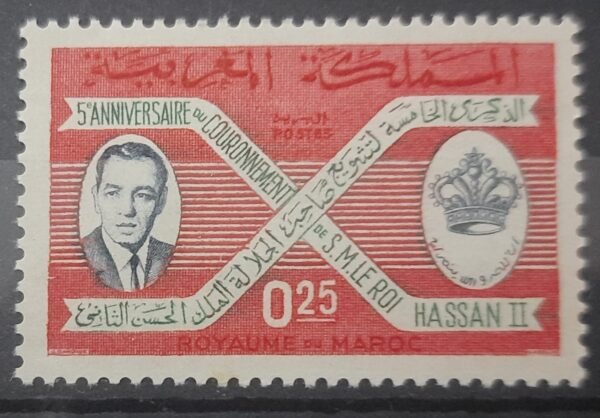 المملكة المغربية
5e ANNIVERSAIRE DU COURONNEMENT DE S.M. LE ROI HASSAN II
البريد
POSTES
الذكرى الخامسة لتتويج صاحب الجلالة الملك الحسن الثاني
0.25
ROYAUME DU MAROC